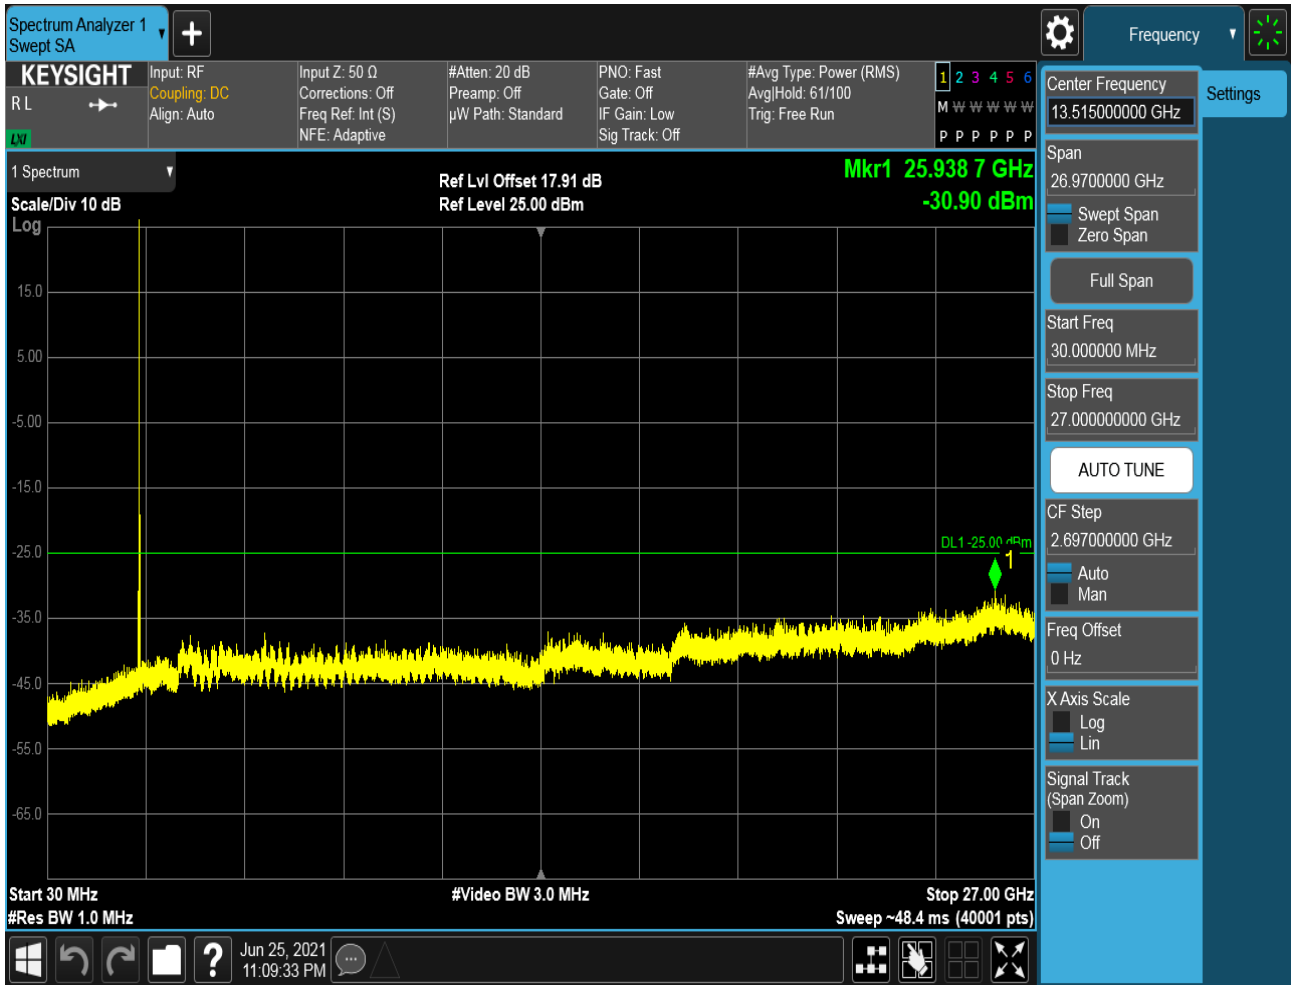 Spectrum Analyzer 1
Swept SA
Frequency
KEYSIGHT
R L
LXI
Input: RF
Coupling: DC
Align: Auto
Input Z: 50 Ω
Corrections: Off
Freq Ref: Int (S)
NFE: Adaptive
#Atten: 20 dB
Preamp: Off
µW Path: Standard
PNO: Fast
Gate: Off
IF Gain: Low
Sig Track: Off
#Avg Type: Power (RMS)
Avg|Hold: 61/100
Trig: Free Run
1 2 3 4 5 6
M W W W W W
P P P P P P
1 Spectrum
Scale/Div 10 dB
Log
Ref Lvl Offset 17.91 dB
Ref Level 25.00 dBm
Mkr1 25.938 7 GHz
-30.90 dBm
15.0
5.00
-5.00
-15.0
-25.0
-35.0
-45.0
-55.0
-65.0
DL1 -25.00 dBm
1
Start 30 MHz
#Res BW 1.0 MHz
#Video BW 3.0 MHz
Stop 27.00 GHz
Sweep ~48.4 ms (40001 pts)
Jun 25, 2021
11:09:33 PM
Center Frequency
13.515000000 GHz
Settings
Span
26.9700000 GHz
Swept Span
Zero Span
Full Span
Start Freq
30.000000 MHz
Stop Freq
27.000000000 GHz
AUTO TUNE
CF Step
2.697000000 GHz
Auto
Man
Freq Offset
0 Hz
X Axis Scale
Log
Lin
Signal Track
(Span Zoom)
On
Off